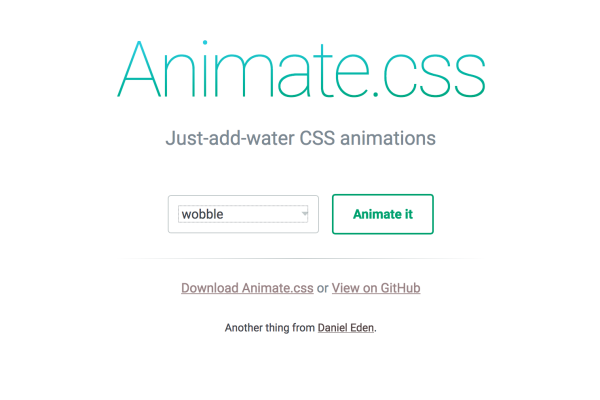 Animate.css
Just-add-water CSS animations
wobble
Animate it
Download Animate.css or View on GitHub
Another thing from Daniel Eden.